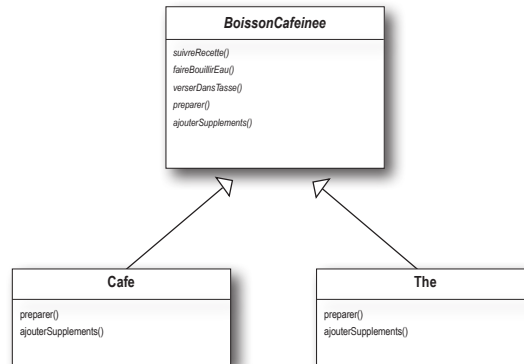 BoissonCafeinee
suivreRecette()
faireBouillirEau()
verserDansTasse()
preparer()
ajouterSupplements()
Cafe
preparer()
ajouterSupplements()
The
preparer()
ajouterSupplements()